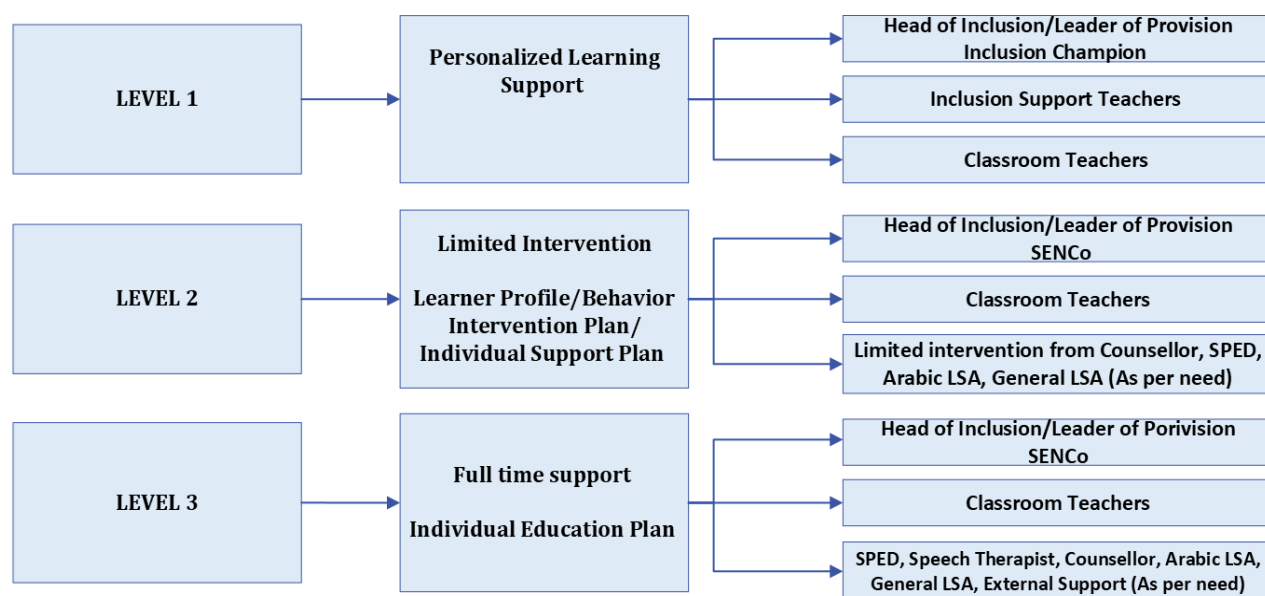 LEVEL 1
Personalized Learning
Support
Head of Inclusion/Leader of Provision
Inclusion Champion
Inclusion Support Teachers
Classroom Teachers
LEVEL 2
Limited Intervention
Learner Profile/Behavior
Intervention Plan/
Individual Support Plan
Head of Inclusion/Leader of Provision
SENCo
Classroom Teachers
Limited intervention from Counsellor, SPED,
Arabic LSA, General LSA (As per need)
LEVEL 3
Full time support
Individual Education Plan
Head of Inclusion/Leader of Porivision
SENCo
Classroom Teachers
SPED, Speech Therapist, Counsellor, Arabic LSA,
General LSA, External Support (As per need)